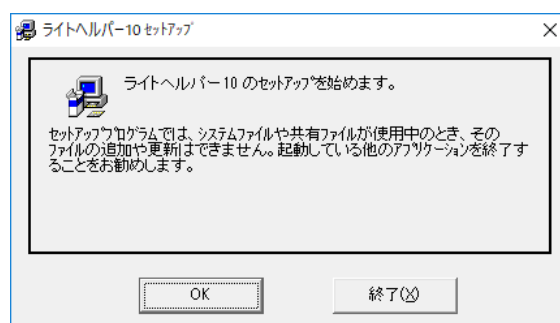 ライトヘルパー10 ｾｯﾄｱｯﾌﾟ
ライトヘルパー10 のｾｯﾄｱｯﾌﾟを始めます。
ｾｯﾄｱｯﾌﾟﾌﾟﾛｸﾞﾗﾑでは、ｼｽﾃﾑﾌｧｲﾙや共有ﾌｧｲﾙが使用中のとき、その
ﾌｧｲﾙの追加や更新はできません。起動している他のｱﾌﾟﾘｹｰｼｮﾝを終了す
ることをお勧めします。
OK
終了(X)